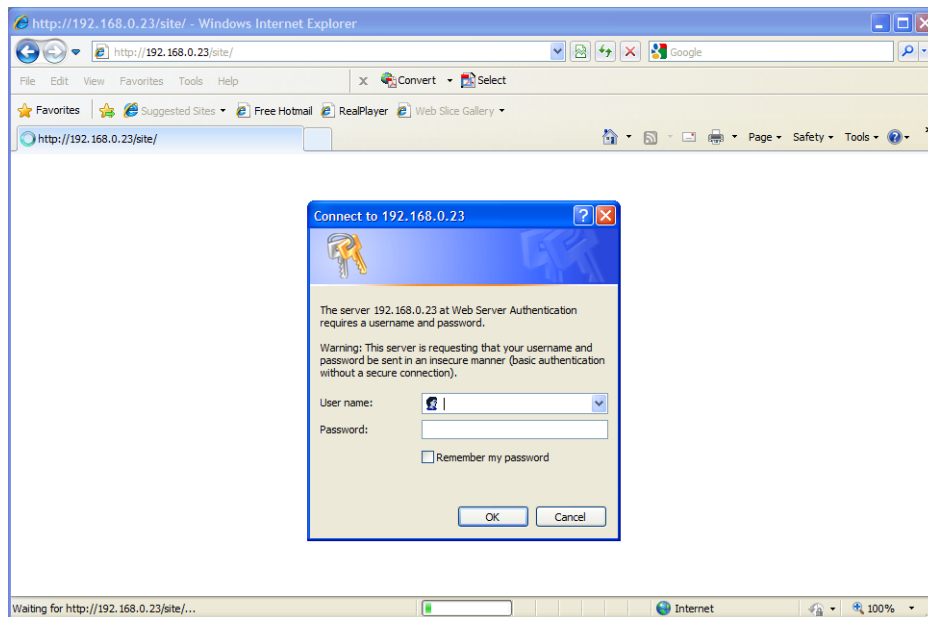 http://192.168.0.23/site/ - Windows Internet Explorer
http://192.168.0.23/site/
Google
File Edit View Favorites Tools Help
x Convert Select
Favorites Suggested Sites Free Hotmail RealPlayer Web Slice Gallery
http://192.168.0.23/site/
Page Safety Tools
Connect to 192.168.0.23
The server 192.168.0.23 at Web Server Authentication
requires a username and password.
Warning: This server is requesting that your username and
password be sent in an insecure manner (basic authentication
without a secure connection).
User name:
Password:
Remember my password
OK Cancel
Waiting for http://192.168.0.23/site/...
Internet
100%